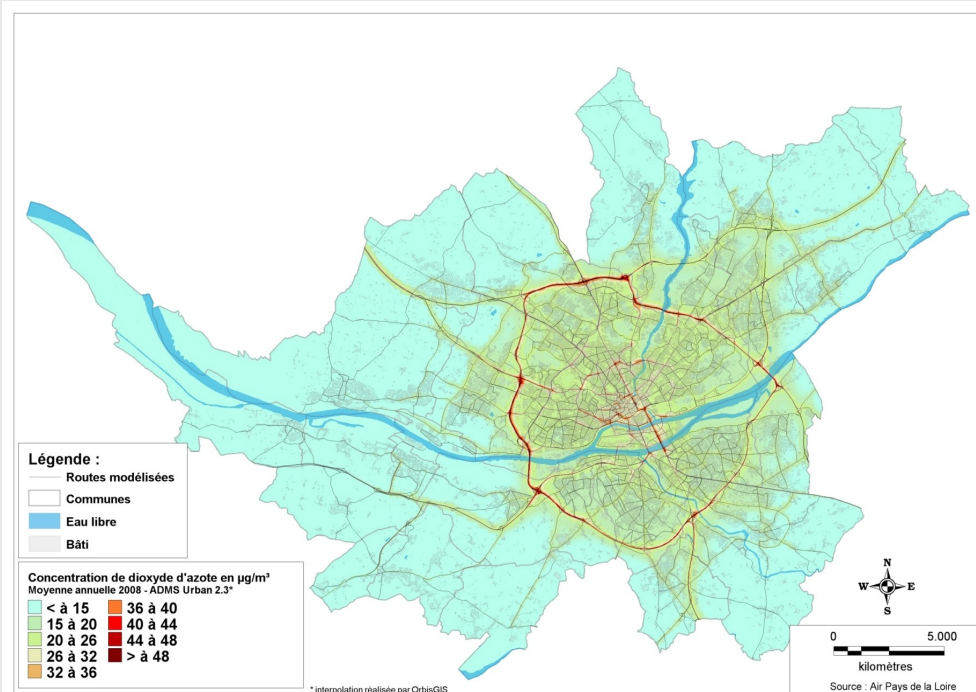 Légende :
Routes modélisées
Communes
Eau libre
Bâti
Concentration de dioxyde d'azote en µg/m³
Moyenne annuelle 2008 - ADMS Urban 2.3*
< à 15
15 à 20
20 à 26
26 à 32
32 à 36
36 à 40
40 à 44
44 à 48
> à 48
* interpolation réalisée par OrbisGIS
N
W E
S
0 5.000
kilomètres
Source : Air Pays de la Loire